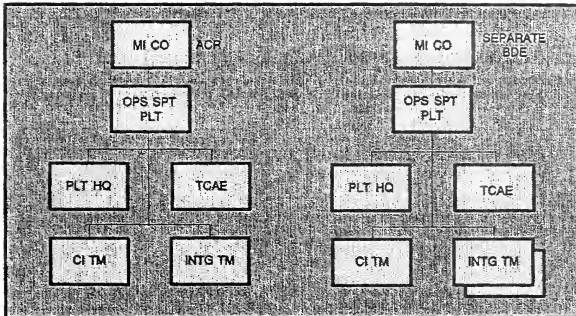 MI CO ACR
OPS SPT
PLT
PLT HQ TCAE
CI TM INTG TM
MI CO SEPARATE
BDE
OPS SPT
PLT
PLT HQ TCAE
CI TM INTG TM